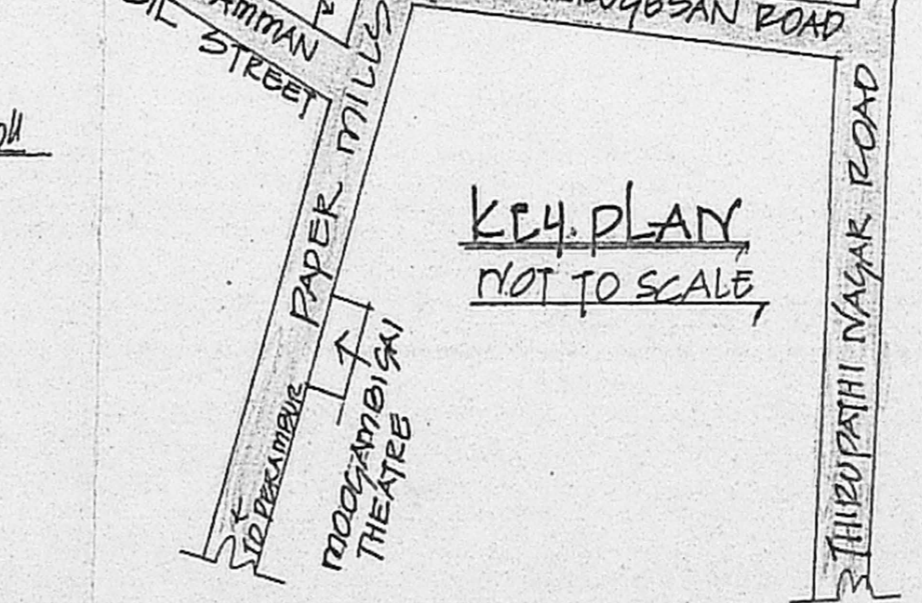 AMMAN
STREET
ROAD
PAPER MILLS
KEY.PLAN
NOT TO SCALE
THIRUPATHI NAGAR ROAD
MOOGAMBIGAI
THEATRE
TO PERAMBUR